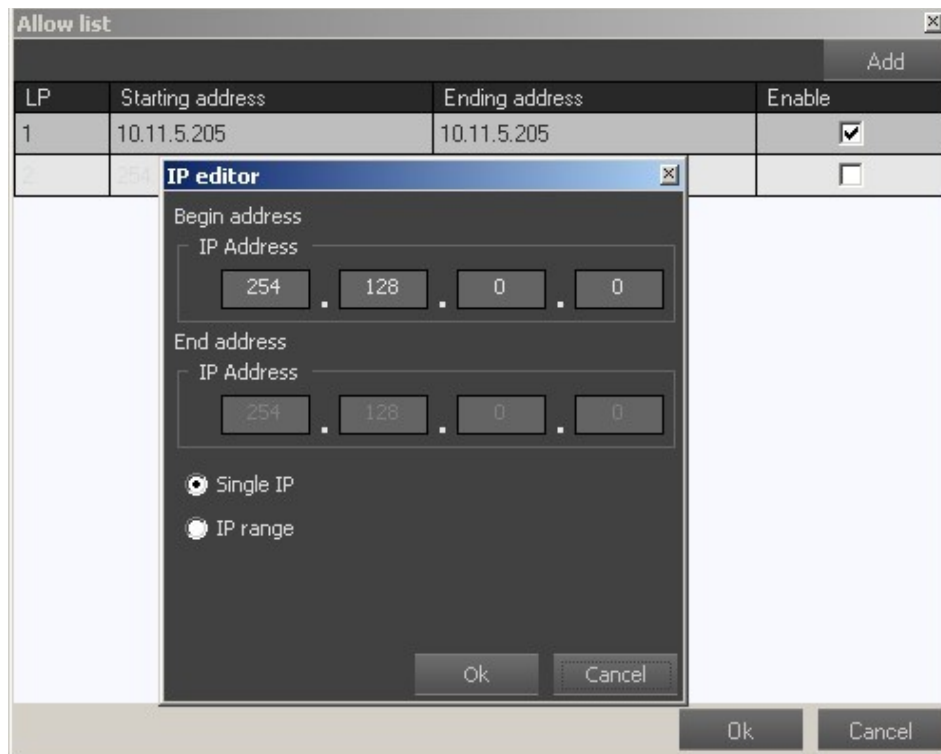 Allow list
Add
LP Starting address Ending address Enable
1 10.11.5.205 10.11.5.205
2 254
IP editor
Begin address
IP Address
254 . 128 . 0 . 0
End address
IP Address
254 . 128 . 0 . 0
Single IP
IP range
Ok Cancel
Ok Cancel